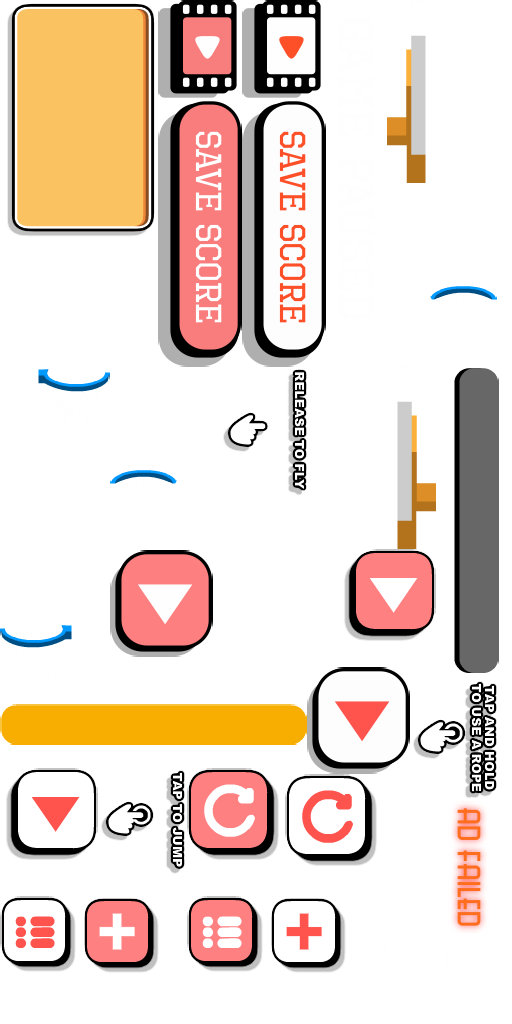 SAVE SCORE
SAVE SCORE
RELEASE TO FLY
TAP AND HOLD
TO USE A ROPE
TAP TO JUMP
AD FAILED